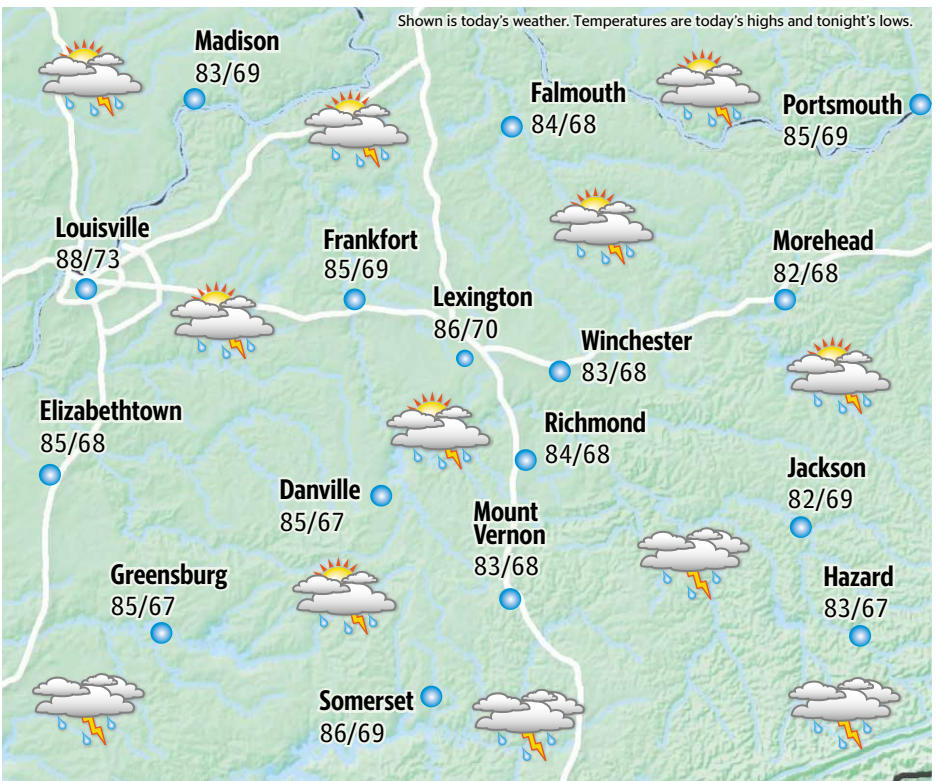 Shown is today's weather. Temperatures are today's highs and tonight's lows.
Madison
83/69
Falmouth
84/68
Portsmouth
85/69
Louisville
88/73
Frankfort
85/69
Morehead
82/68
Lexington
86/70
Winchester
83/68
Elizabethtown
85/68
Richmond
84/68
Danville
85/67
Jackson
82/69
Mount
Vernon
83/68
Greensburg
85/67
Hazard
83/67
Somerset
86/69